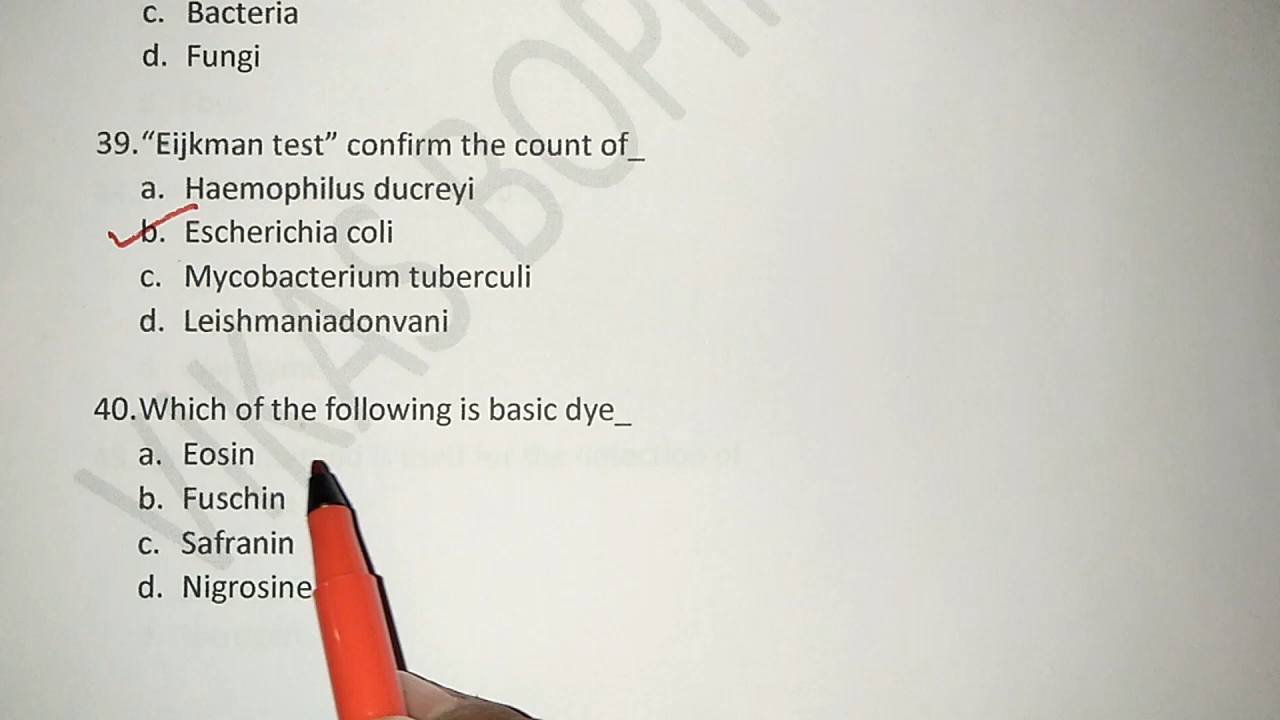 c. Bacteria
d. Fungi
39. “Eijkman test” confirm the count of_
a. Haemophilus ducreyi
b. Escherichia coli
c. Mycobacterium tuberculi
d. Leishmaniadonvani
40. Which of the following is basic dye_
a. Eosin
b. Fuschin
c. Safranin
d. Nigrosine
VIKAS